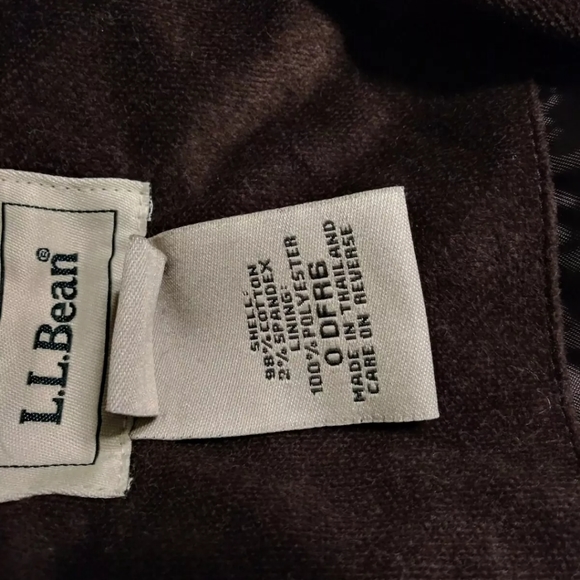 L.L.Bean®
SHELL:
98% COTTON
2% SPANDEX
LINING:
100% POLYESTER
0 DFR6
MADE IN THAILAND
CARE ON REVERSE